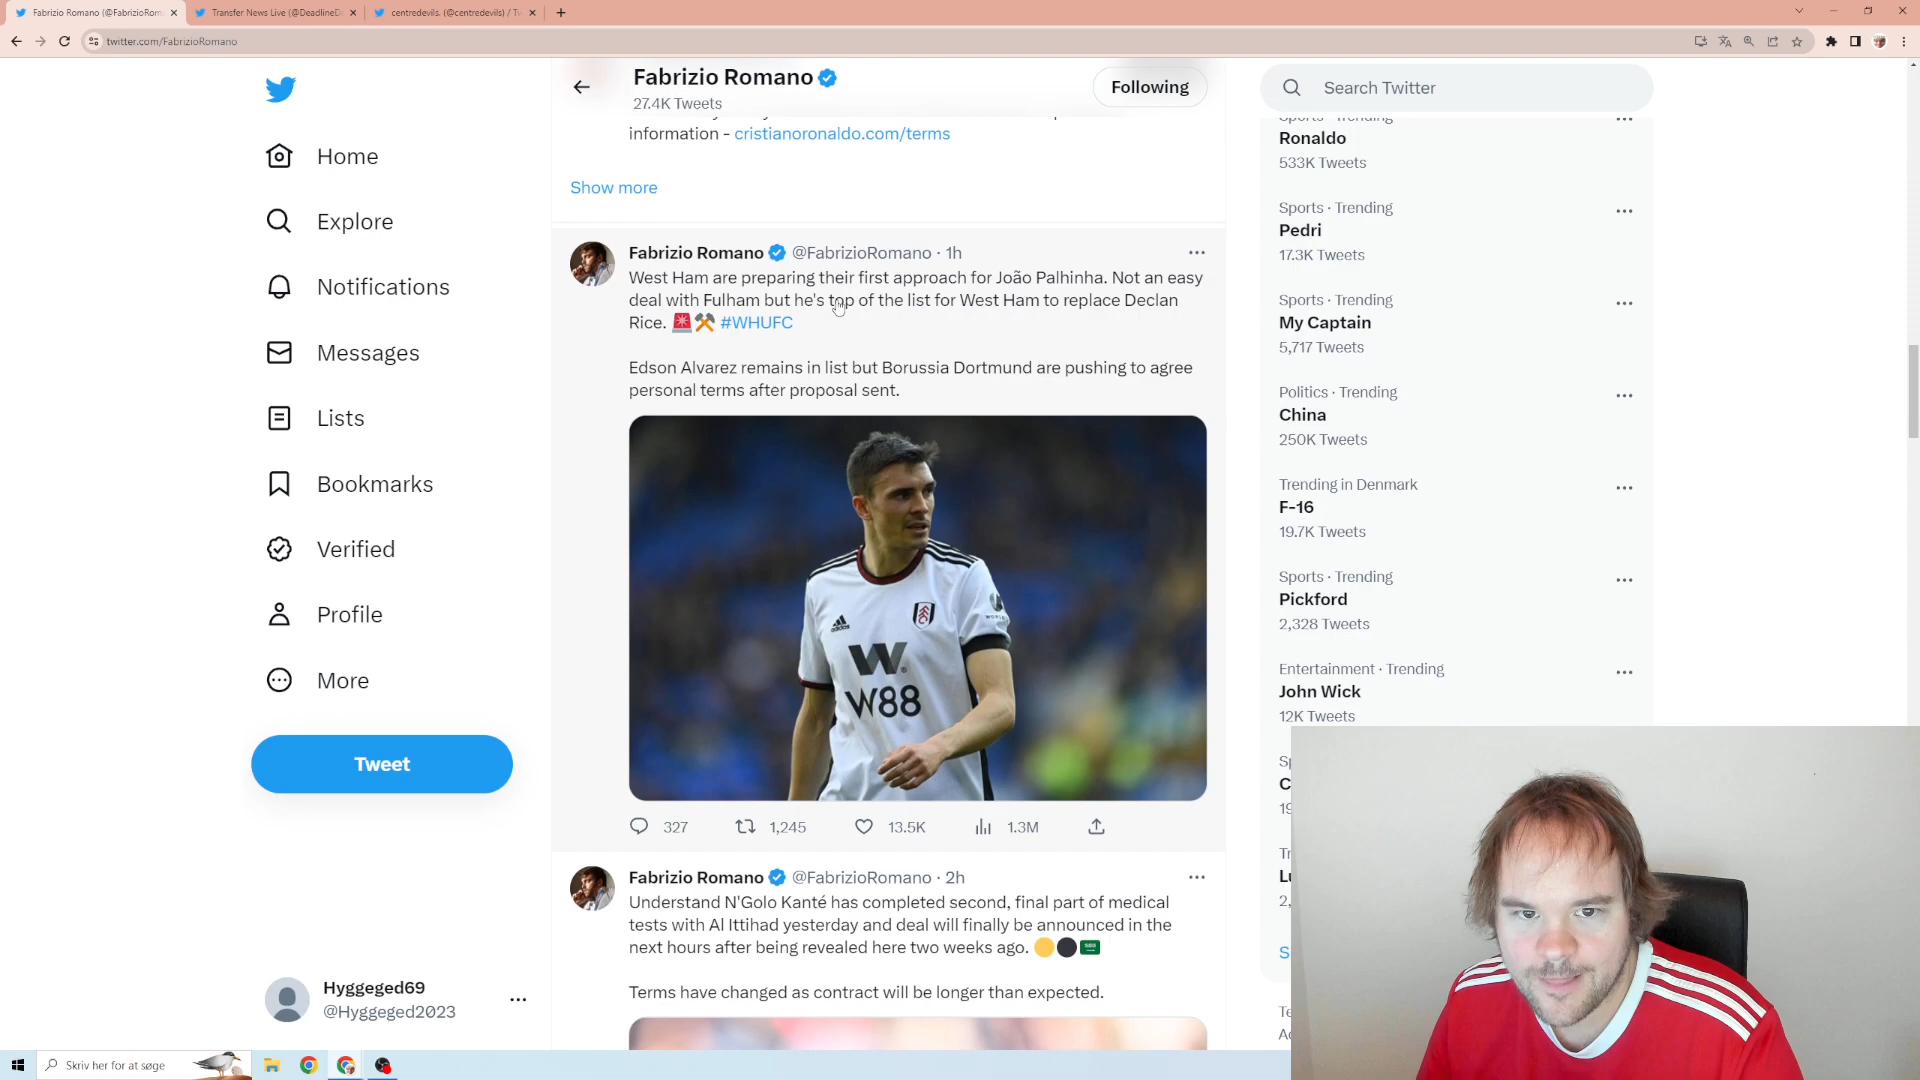 Fabrizio Romano (@FabrizioRom
Transfer News Live (@DeadlineD
centredevils. (@centredevils) / Tw
twitter.com/FabrizioRomano
Fabrizio Romano
27.4K Tweets
Following
Search Twitter
Home
Explore
Notifications
Messages
Lists
Bookmarks
Verified
Profile
More
Tweet
Hyggeged69
@Hyggeged2023
information - cristianoronaldo.com/terms
Show more
Fabrizio Romano @FabrizioRomano · 1h
West Ham are preparing their first approach for João Palhinha. Not an easy
deal with Fulham but he's top of the list for West Ham to replace Declan
Rice. 🚨⚒️ #WHUFC
Edson Alvarez remains in list but Borussia Dortmund are pushing to agree
personal terms after proposal sent.
adidas
W
W88
327
1,245
13.5K
1.3M
Fabrizio Romano @FabrizioRomano · 2h
Understand N'Golo Kanté has completed second, final part of medical
tests with Al Ittihad yesterday and deal will finally be announced in the
next hours after being revealed here two weeks ago. 🟡⚫🇸🇦
Terms have changed as contract will be longer than expected.
Sports · Trending
Ronaldo
533K Tweets
Sports · Trending
Pedri
17.3K Tweets
Sports · Trending
My Captain
5,717 Tweets
Politics · Trending
China
250K Tweets
Trending in Denmark
F-16
19.7K Tweets
Sports · Trending
Pickford
2,328 Tweets
Entertainment · Trending
John Wick
12K Tweets
Skriv her for at søge